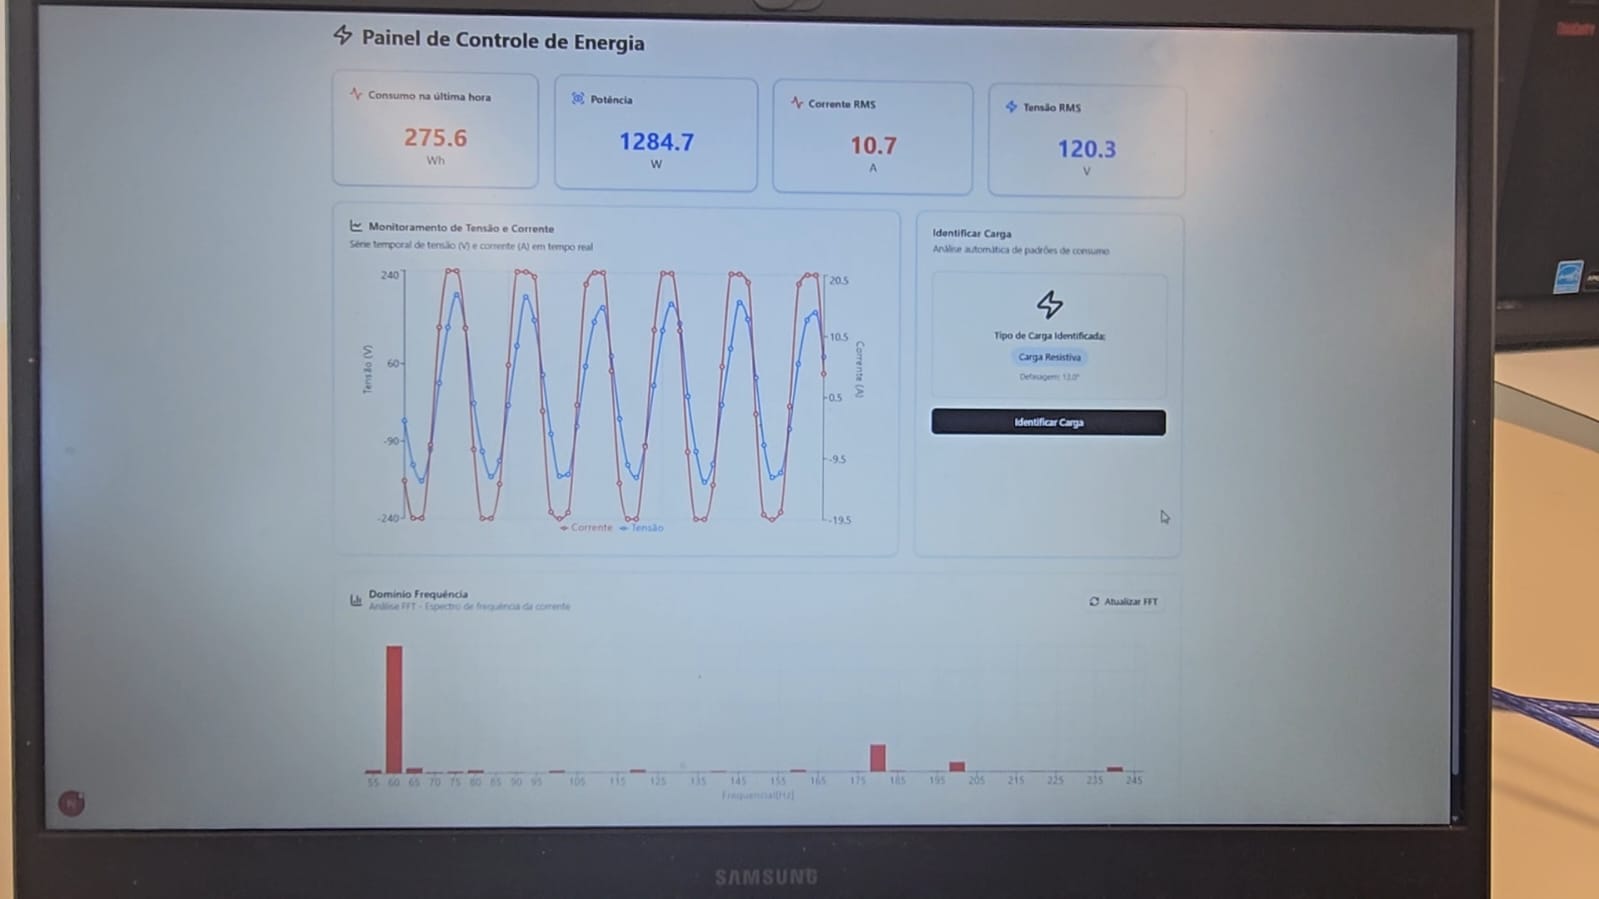 Painel de Controle de Energia
Consumo na última hora
275.6
Wh
Potência
1284.7
W
Corrente RMS
10.7
A
Tensão RMS
120.3
V
Monitoramento de Tensão e Corrente
Série temporal de tensão (V) e corrente (A) em tempo real
240
60
-90
-240
Tensão (V)
20.5
10.5
0.5
-9.5
-19.5
Corrente (A)
Corrente Tensão
Identificar Carga
Análise automática de padrões de consumo
Tipo de Carga Identificada:
Carga Resistiva
Defasagem: 13.0°
Identificar Carga
Domínio Frequência
Análise FFT - Espectro de frequência da corrente
Atualizar FFT
55 60 65 70 75 80 85 90 95 105 115 125 135 145 155 165 175 185 195 205 215 225 235 245
N
SAMSUNG